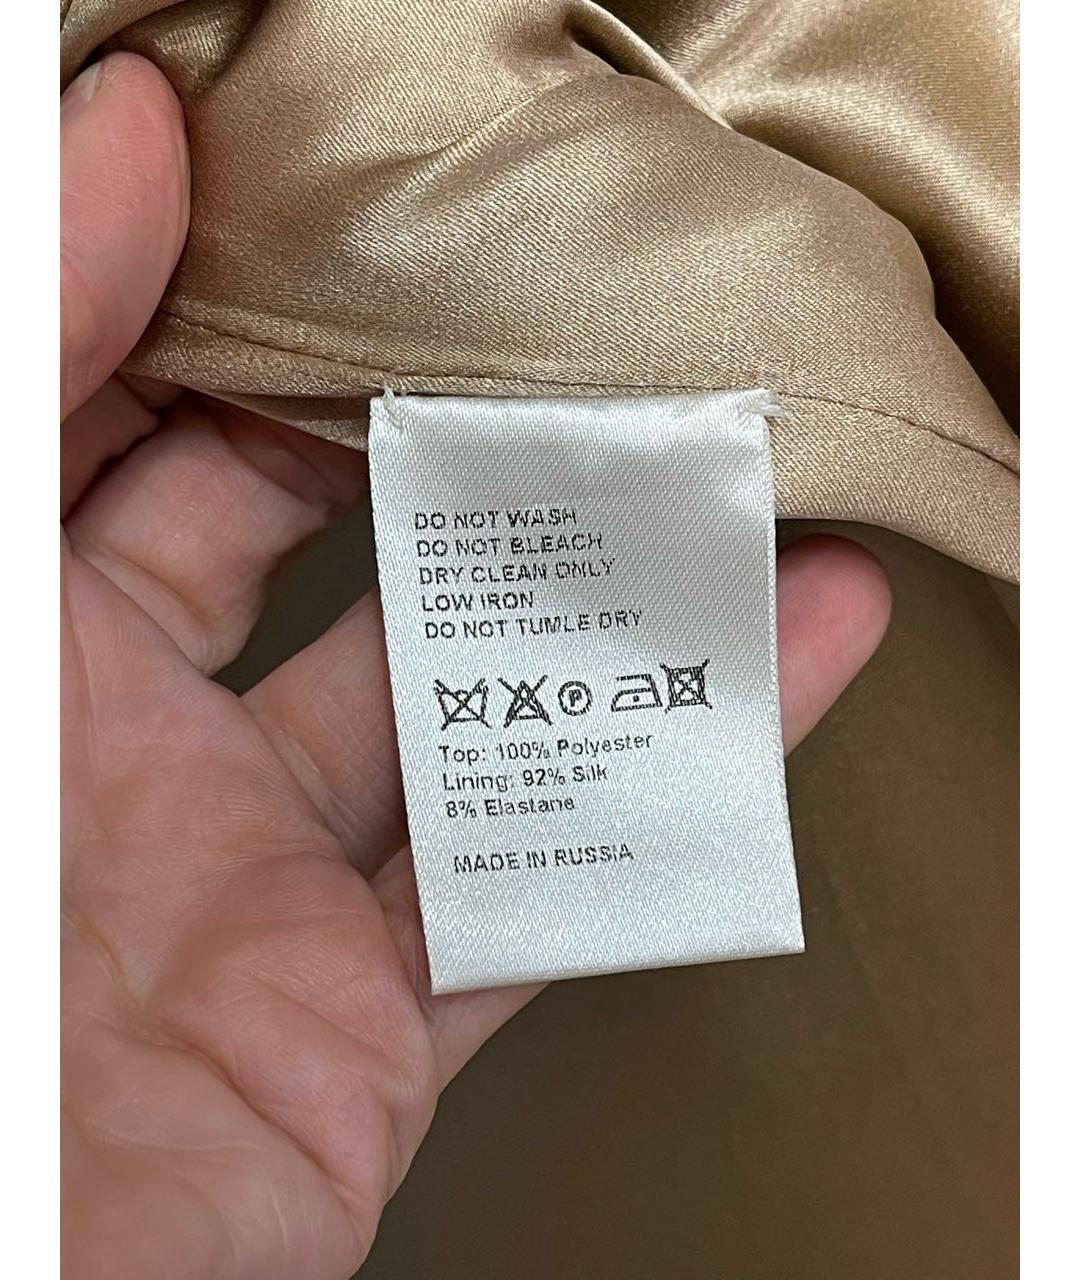 DO NOT WASH
DO NOT BLEACH
DRY CLEAN ONLY
LOW IRON
DO NOT TUMLE DRY
P
Top: 100% Polyester
Lining: 92% Silk
8% Elastane
MADE IN RUSSIA